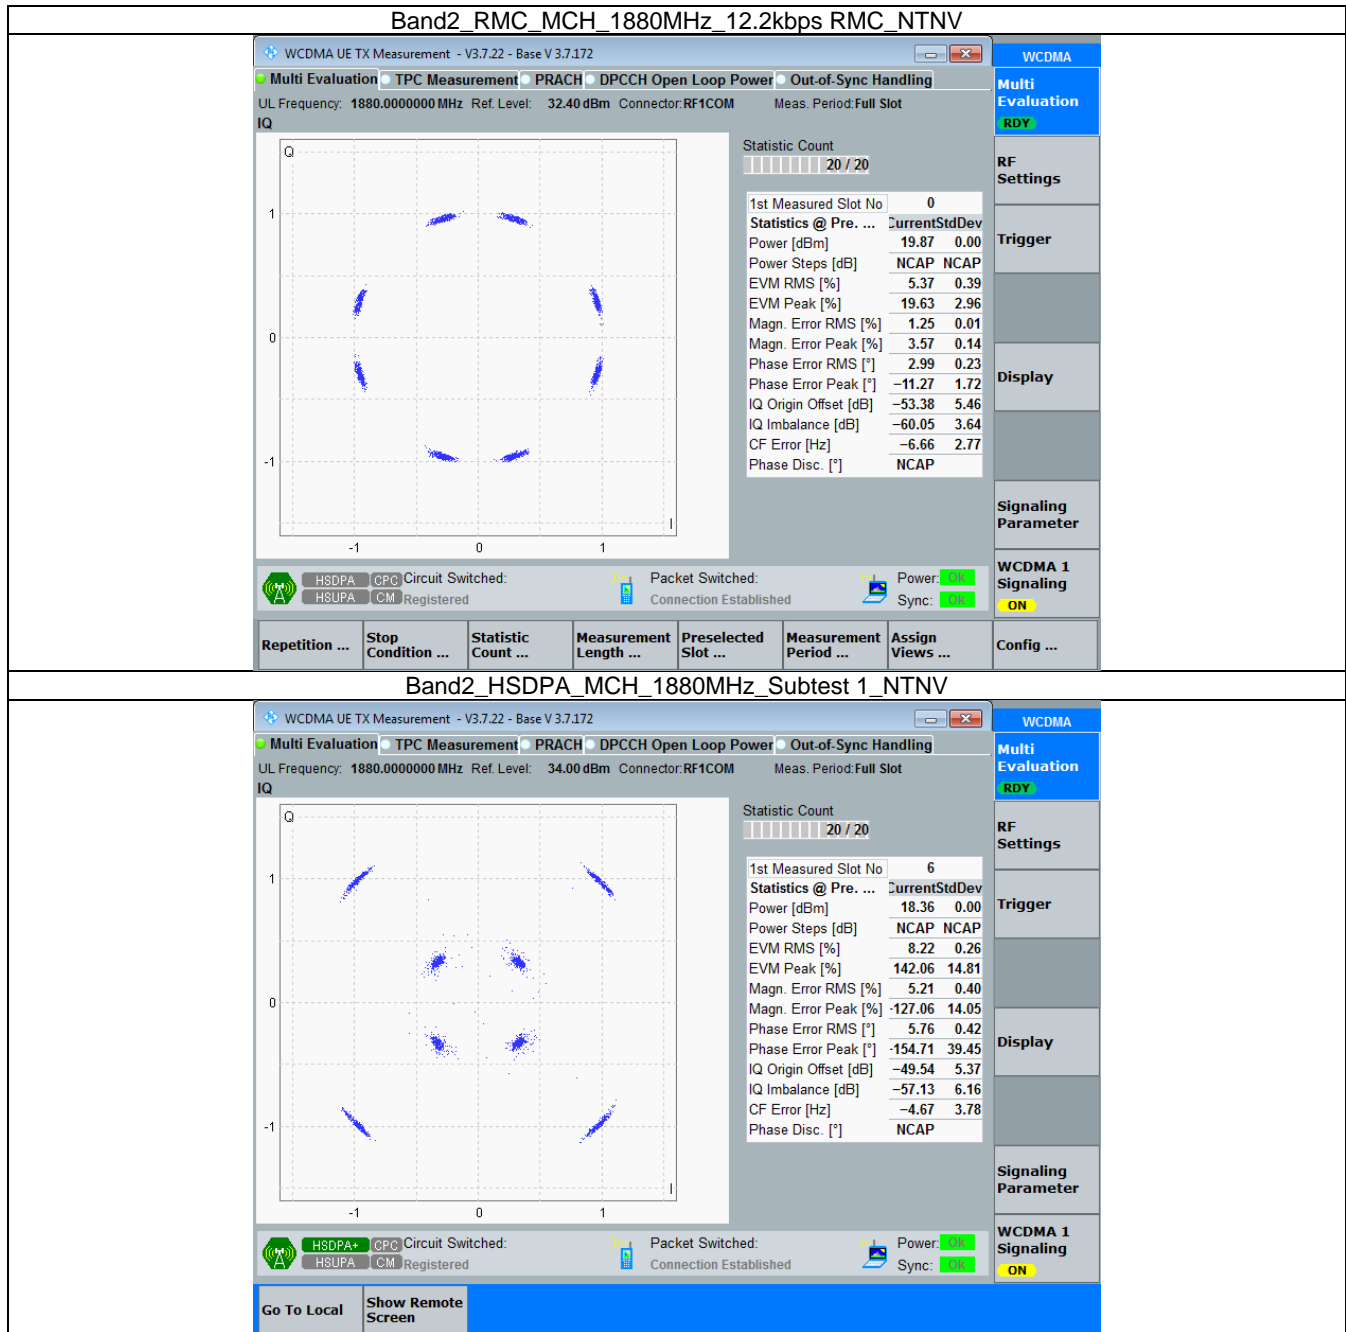 Band2_RMC_MCH_1880MHz_12.2kbps RMC_NTNV
WCDMA UE TX Measurement - V3.7.22 - Base V 3.7.172
WCDMA
Multi Evaluation TPC Measurement PRACH DPCCH Open Loop Power Out-of-Sync Handling
Multi Evaluation
RDY
UL Frequency: 1880.0000000 MHz Ref. Level: 32.40 dBm Connector: RF1COM Meas. Period: Full Slot
IQ
Q
1
0
-1
-1 0 1
I
Statistic Count
20 / 20
1st Measured Slot No 0
Statistics @ Pre. ... Current StdDev
Power [dBm] 19.87 0.00
Power Steps [dB] NCAP NCAP
EVM RMS [%] 5.37 0.39
EVM Peak [%] 19.63 2.96
Magn. Error RMS [%] 1.25 0.01
Magn. Error Peak [%] 3.57 0.14
Phase Error RMS [°] 2.99 0.23
Phase Error Peak [°] −11.27 1.72
IQ Origin Offset [dB] −53.38 5.46
IQ Imbalance [dB] −60.05 3.64
CF Error [Hz] −6.66 2.77
Phase Disc. [°] NCAP
RF Settings
Trigger
Display
Signaling Parameter
WCDMA 1 Signaling
ON
HSDPA CPC Circuit Switched: Packet Switched: Power: Ok
HSUPA CM Registered Connection Established Sync: Ok
Repetition ... Stop Condition ... Statistic Count ... Measurement Length ... Preselected Slot ... Measurement Period ... Assign Views ... Config ...
Band2_HSDPA_MCH_1880MHz_Subtest 1_NTNV
WCDMA UE TX Measurement - V3.7.22 - Base V 3.7.172
WCDMA
Multi Evaluation TPC Measurement PRACH DPCCH Open Loop Power Out-of-Sync Handling
Multi Evaluation
RDY
UL Frequency: 1880.0000000 MHz Ref. Level: 34.00 dBm Connector: RF1COM Meas. Period: Full Slot
IQ
Q
1
0
-1
-1 0 1
I
Statistic Count
20 / 20
1st Measured Slot No 6
Statistics @ Pre. ... Current StdDev
Power [dBm] 18.36 0.00
Power Steps [dB] NCAP NCAP
EVM RMS [%] 8.22 0.26
EVM Peak [%] 142.06 14.81
Magn. Error RMS [%] 5.21 0.40
Magn. Error Peak [%] -127.06 14.05
Phase Error RMS [°] 5.76 0.42
Phase Error Peak [°] -154.71 39.45
IQ Origin Offset [dB] −49.54 5.37
IQ Imbalance [dB] −57.13 6.16
CF Error [Hz] −4.67 3.78
Phase Disc. [°] NCAP
RF Settings
Trigger
Display
Signaling Parameter
WCDMA 1 Signaling
ON
HSDPA+ CPC Circuit Switched: Packet Switched: Power: Ok
HSUPA CM Registered Connection Established Sync: Ok
Go To Local Show Remote Screen